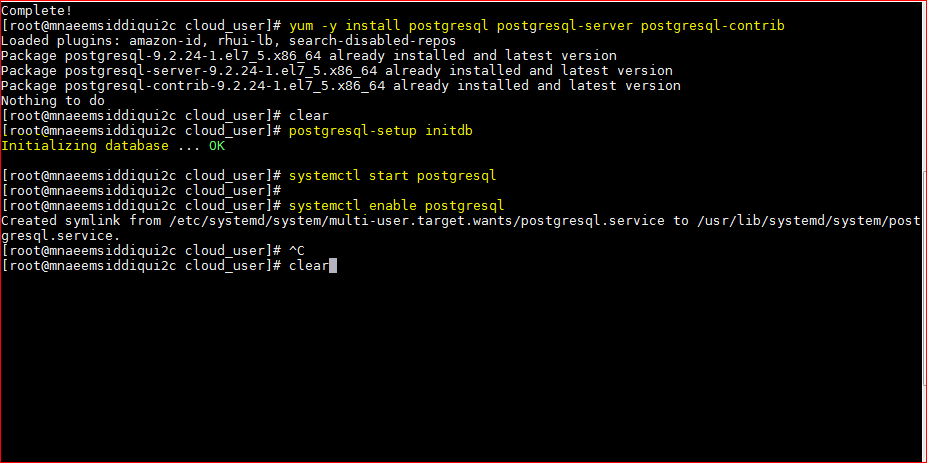 Complete!
[root@mnaeemsiddiqui2c cloud_user]# yum -y install postgresql postgresql-server postgresql-contrib
Loaded plugins: amazon-id, rhui-lb, search-disabled-repos
Package postgresql-9.2.24-1.el7_5.x86_64 already installed and latest version
Package postgresql-server-9.2.24-1.el7_5.x86_64 already installed and latest version
Package postgresql-contrib-9.2.24-1.el7_5.x86_64 already installed and latest version
Nothing to do
[root@mnaeemsiddiqui2c cloud_user]# clear
[root@mnaeemsiddiqui2c cloud_user]# postgresql-setup initdb
Initializing database ... OK
[root@mnaeemsiddiqui2c cloud_user]# systemctl start postgresql
[root@mnaeemsiddiqui2c cloud_user]#
[root@mnaeemsiddiqui2c cloud_user]# systemctl enable postgresql
Created symlink from /etc/systemd/system/multi-user.target.wants/postgresql.service to /usr/lib/systemd/system/post
gresql.service.
[root@mnaeemsiddiqui2c cloud_user]# ^C
[root@mnaeemsiddiqui2c cloud_user]# clear